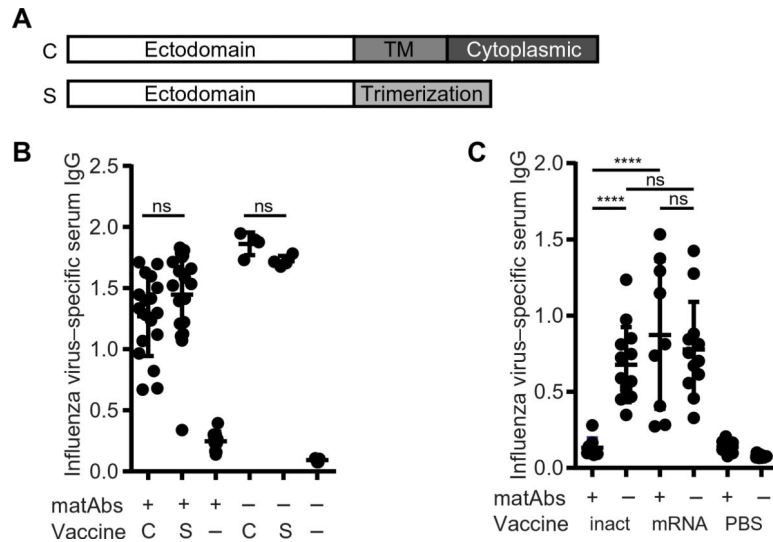 A
C Ectodomain TM Cytoplasmic
S Ectodomain Trimerization
B
Influenza virus–specific serum IgG
2.5
2.0
1.5
1.0
0.5
0.0
ns ns
matAbs + + + – – –
Vaccine C S – C S –
C
Influenza virus–specific serum IgG
2.0
1.5
1.0
0.5
0.0
****
ns
**** ns
matAbs + – + – + –
Vaccine inact mRNA PBS